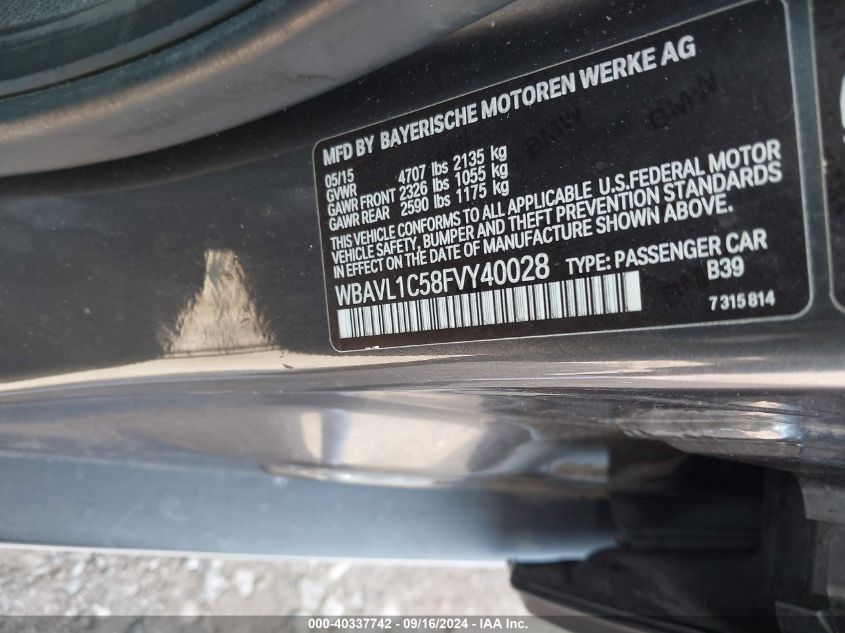 MFD BY BAYERISCHE MOTOREN WERKE AG
05/15
GVWR 4707 lbs 2135 kg
GAWR FRONT 2326 lbs 1055 kg
GAWR REAR 2590 lbs 1175 kg
THIS VEHICLE CONFORMS TO ALL APPLICABLE U.S.FEDERAL MOTOR
VEHICLE SAFETY, BUMPER AND THEFT PREVENTION STANDARDS
IN EFFECT ON THE DATE OF MANUFACTURE SHOWN ABOVE.
WBAVL1C58FVY40028 TYPE: PASSENGER CAR
B39
7 315 814
BMW
BMW
000-40337742 - 09/16/2024 - IAA Inc.